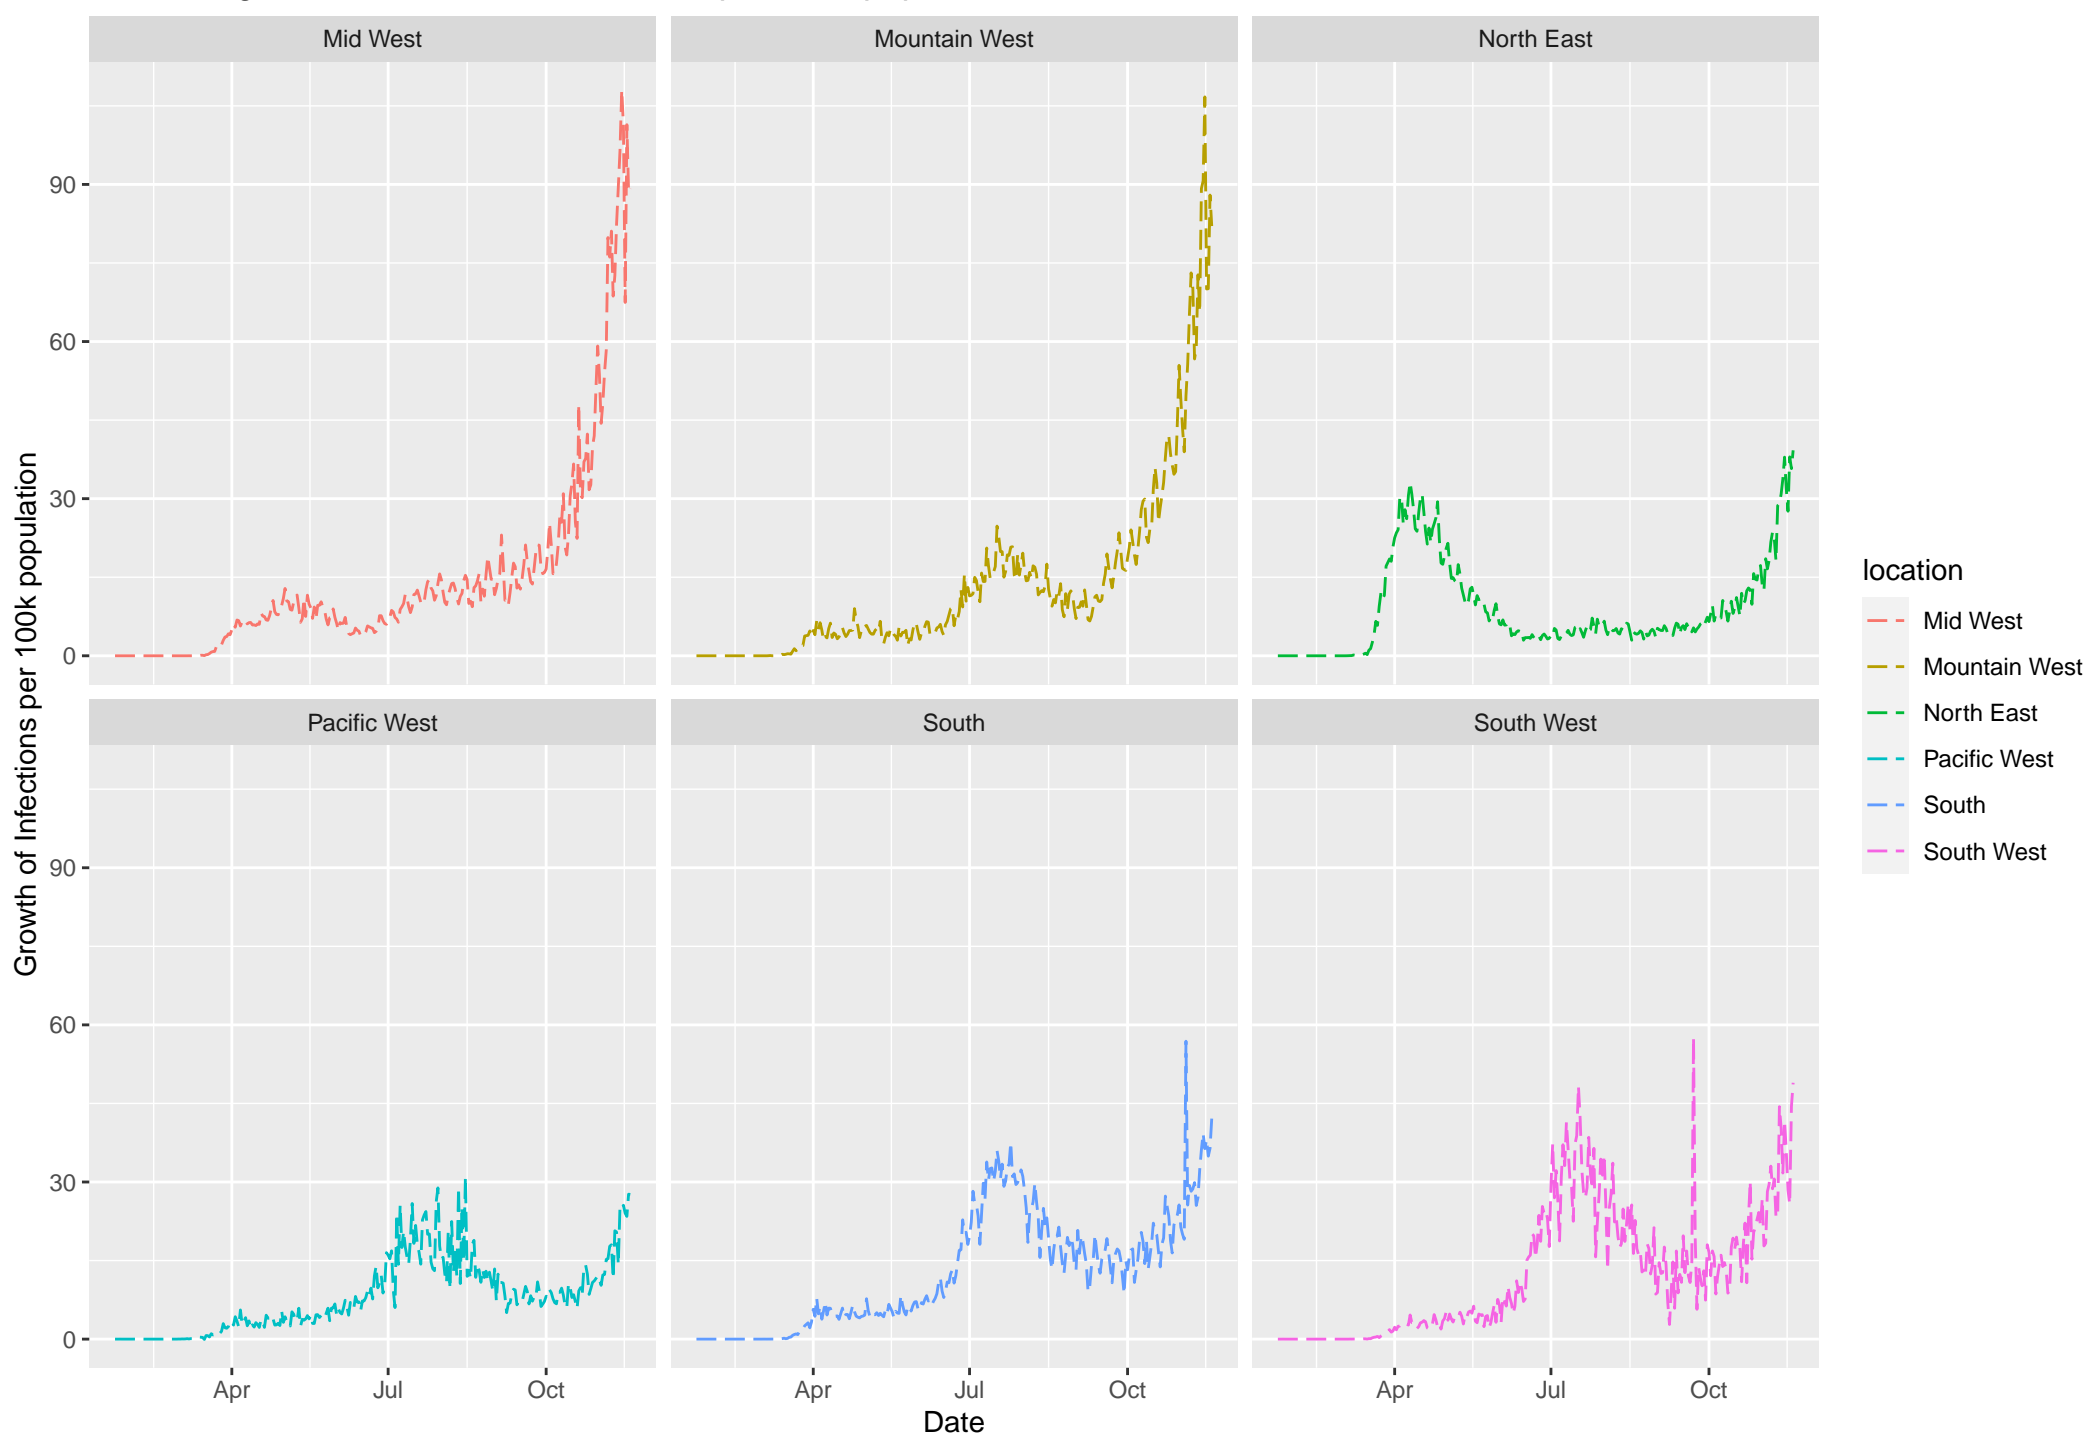 Mid West
Mountain West
North East
90
60
30
0
Growth of Infections per 100k population
Pacific West
South
South West
90
60
30
0
Apr
Jul
Oct
Apr
Jul
Oct
Apr
Jul
Oct
Date
location
Mid West
Mountain West
North East
Pacific West
South
South West